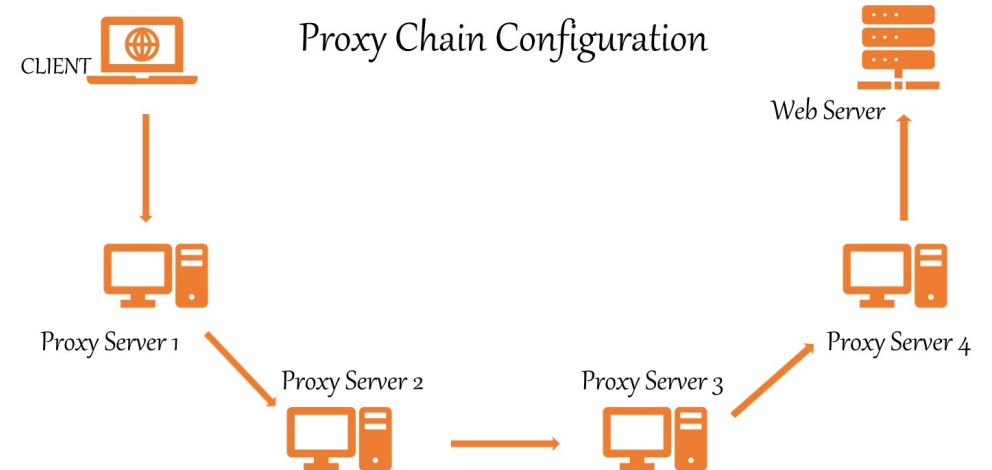 Proxy Chain Configuration
CLIENT
Web Server
Proxy Server 1
Proxy Server 2
Proxy Server 3
Proxy Server 4